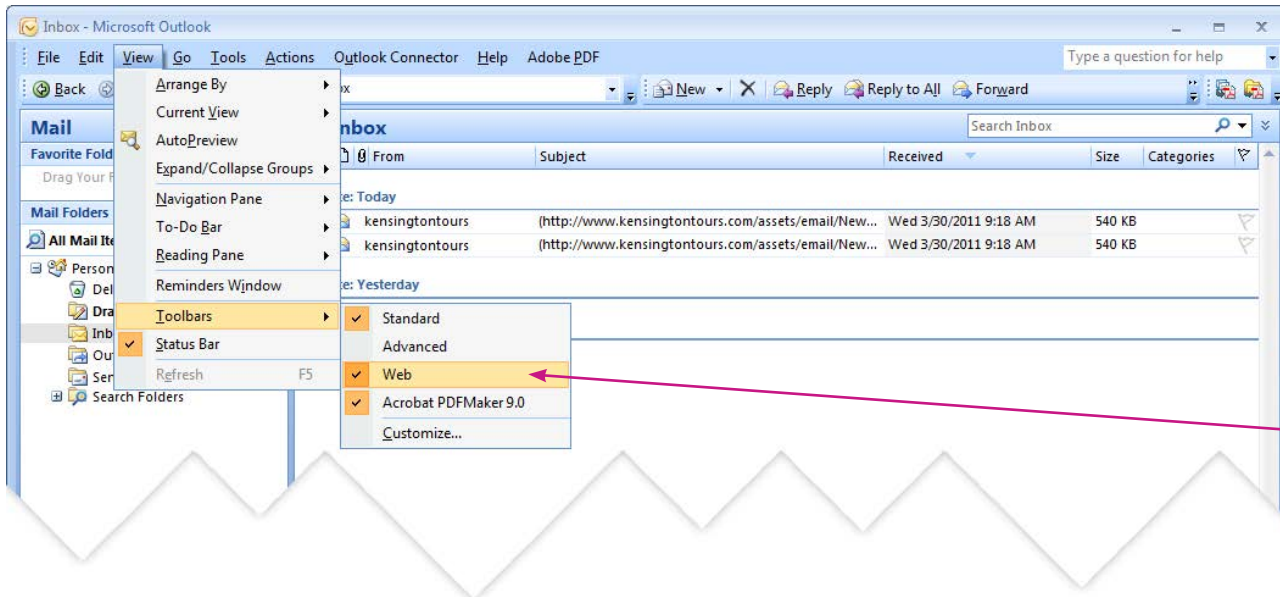 Inbox - Microsoft Outlook
File Edit View Go Tools Actions Outlook Connector Help Adobe PDF Type a question for help
Back New Reply Reply to All Forward
Arrange By
Current View
AutoPreview
Expand/Collapse Groups
Navigation Pane
To-Do Bar
Reading Pane
Reminders Window
Toolbars
Status Bar
Refresh F5
Mail
Favorite Fold
Drag Your F
Mail Folders
All Mail Ite
Person
Del
Dra
Inb
Ou
Ser
Search Folders
nbox Search Inbox
From Subject Received Size Categories
te: Today
kensingtontours (http://www.kensingtontours.com/assets/email/New... Wed 3/30/2011 9:18 AM 540 KB
kensingtontours (http://www.kensingtontours.com/assets/email/New... Wed 3/30/2011 9:18 AM 540 KB
te: Yesterday
Standard
Advanced
Web
Acrobat PDFMaker 9.0
Customize...